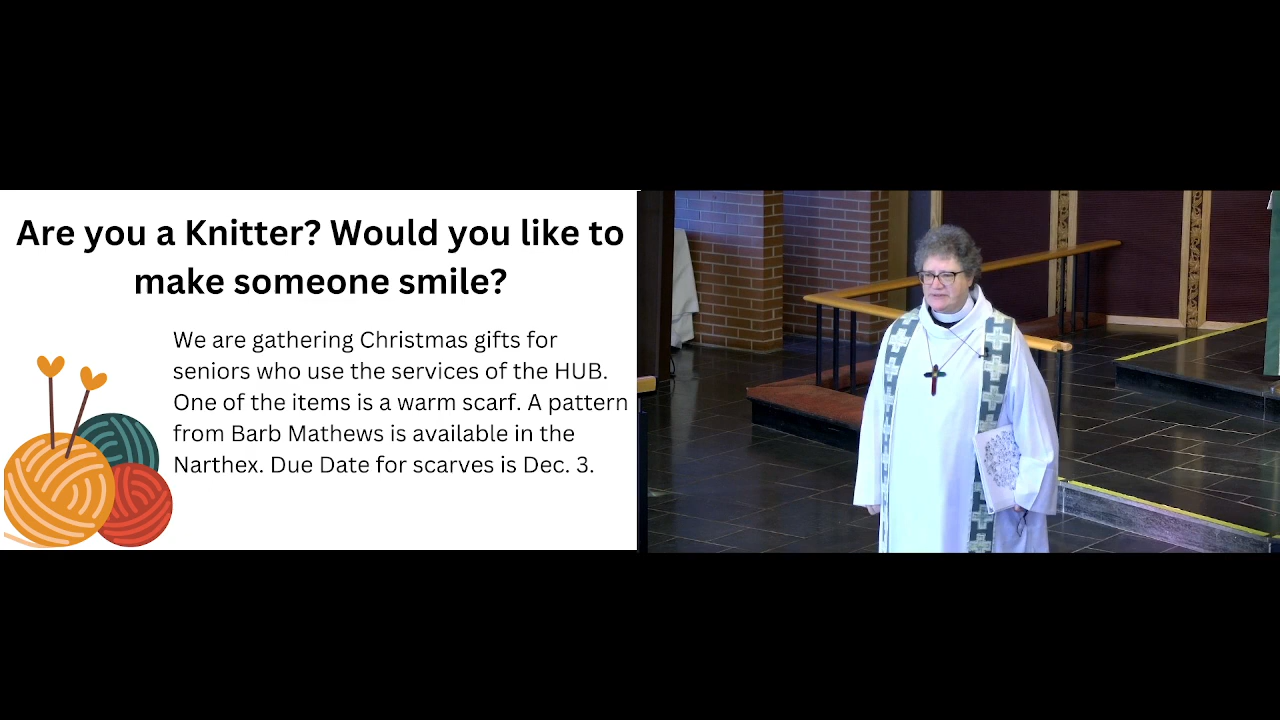 Are you a Knitter? Would you like to
make someone smile?
We are gathering Christmas gifts for
seniors who use the services of the HUB.
One of the items is a warm scarf. A pattern
from Barb Mathews is available in the
Narthex. Due Date for scarves is Dec. 3.